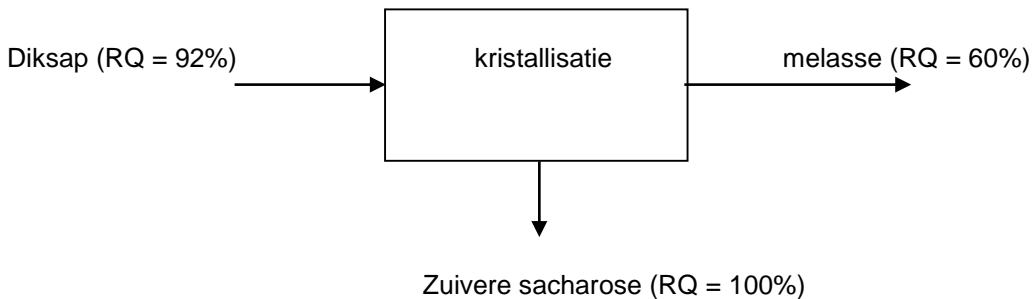 Diksap (RQ = 92%)
kristallisatie
melasse (RQ = 60%)
Zuivere sacharose (RQ = 100%)